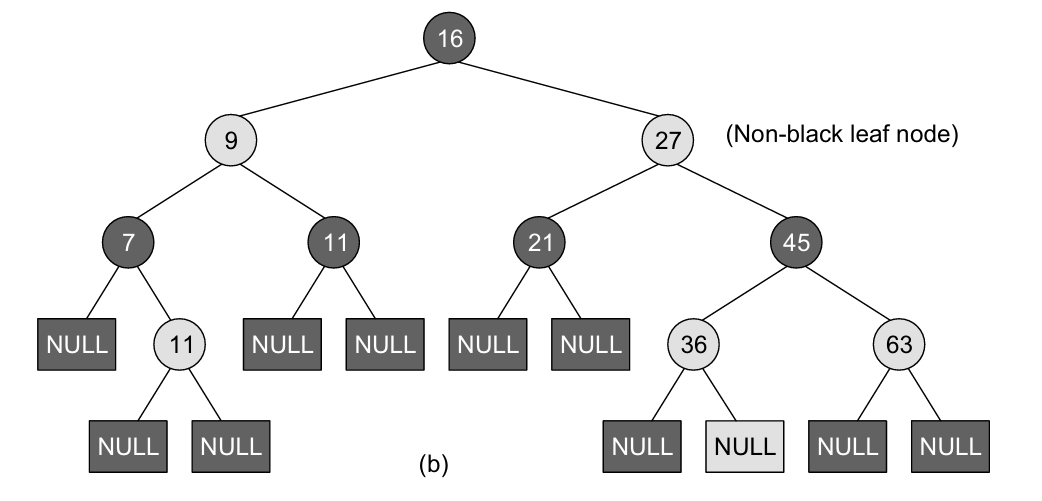 16
9
27
(Non-black leaf node)
7
11
21
45
NULL
11
NULL
NULL
NULL
NULL
36
63
NULL
NULL
NULL
NULL
NULL
NULL
(b)